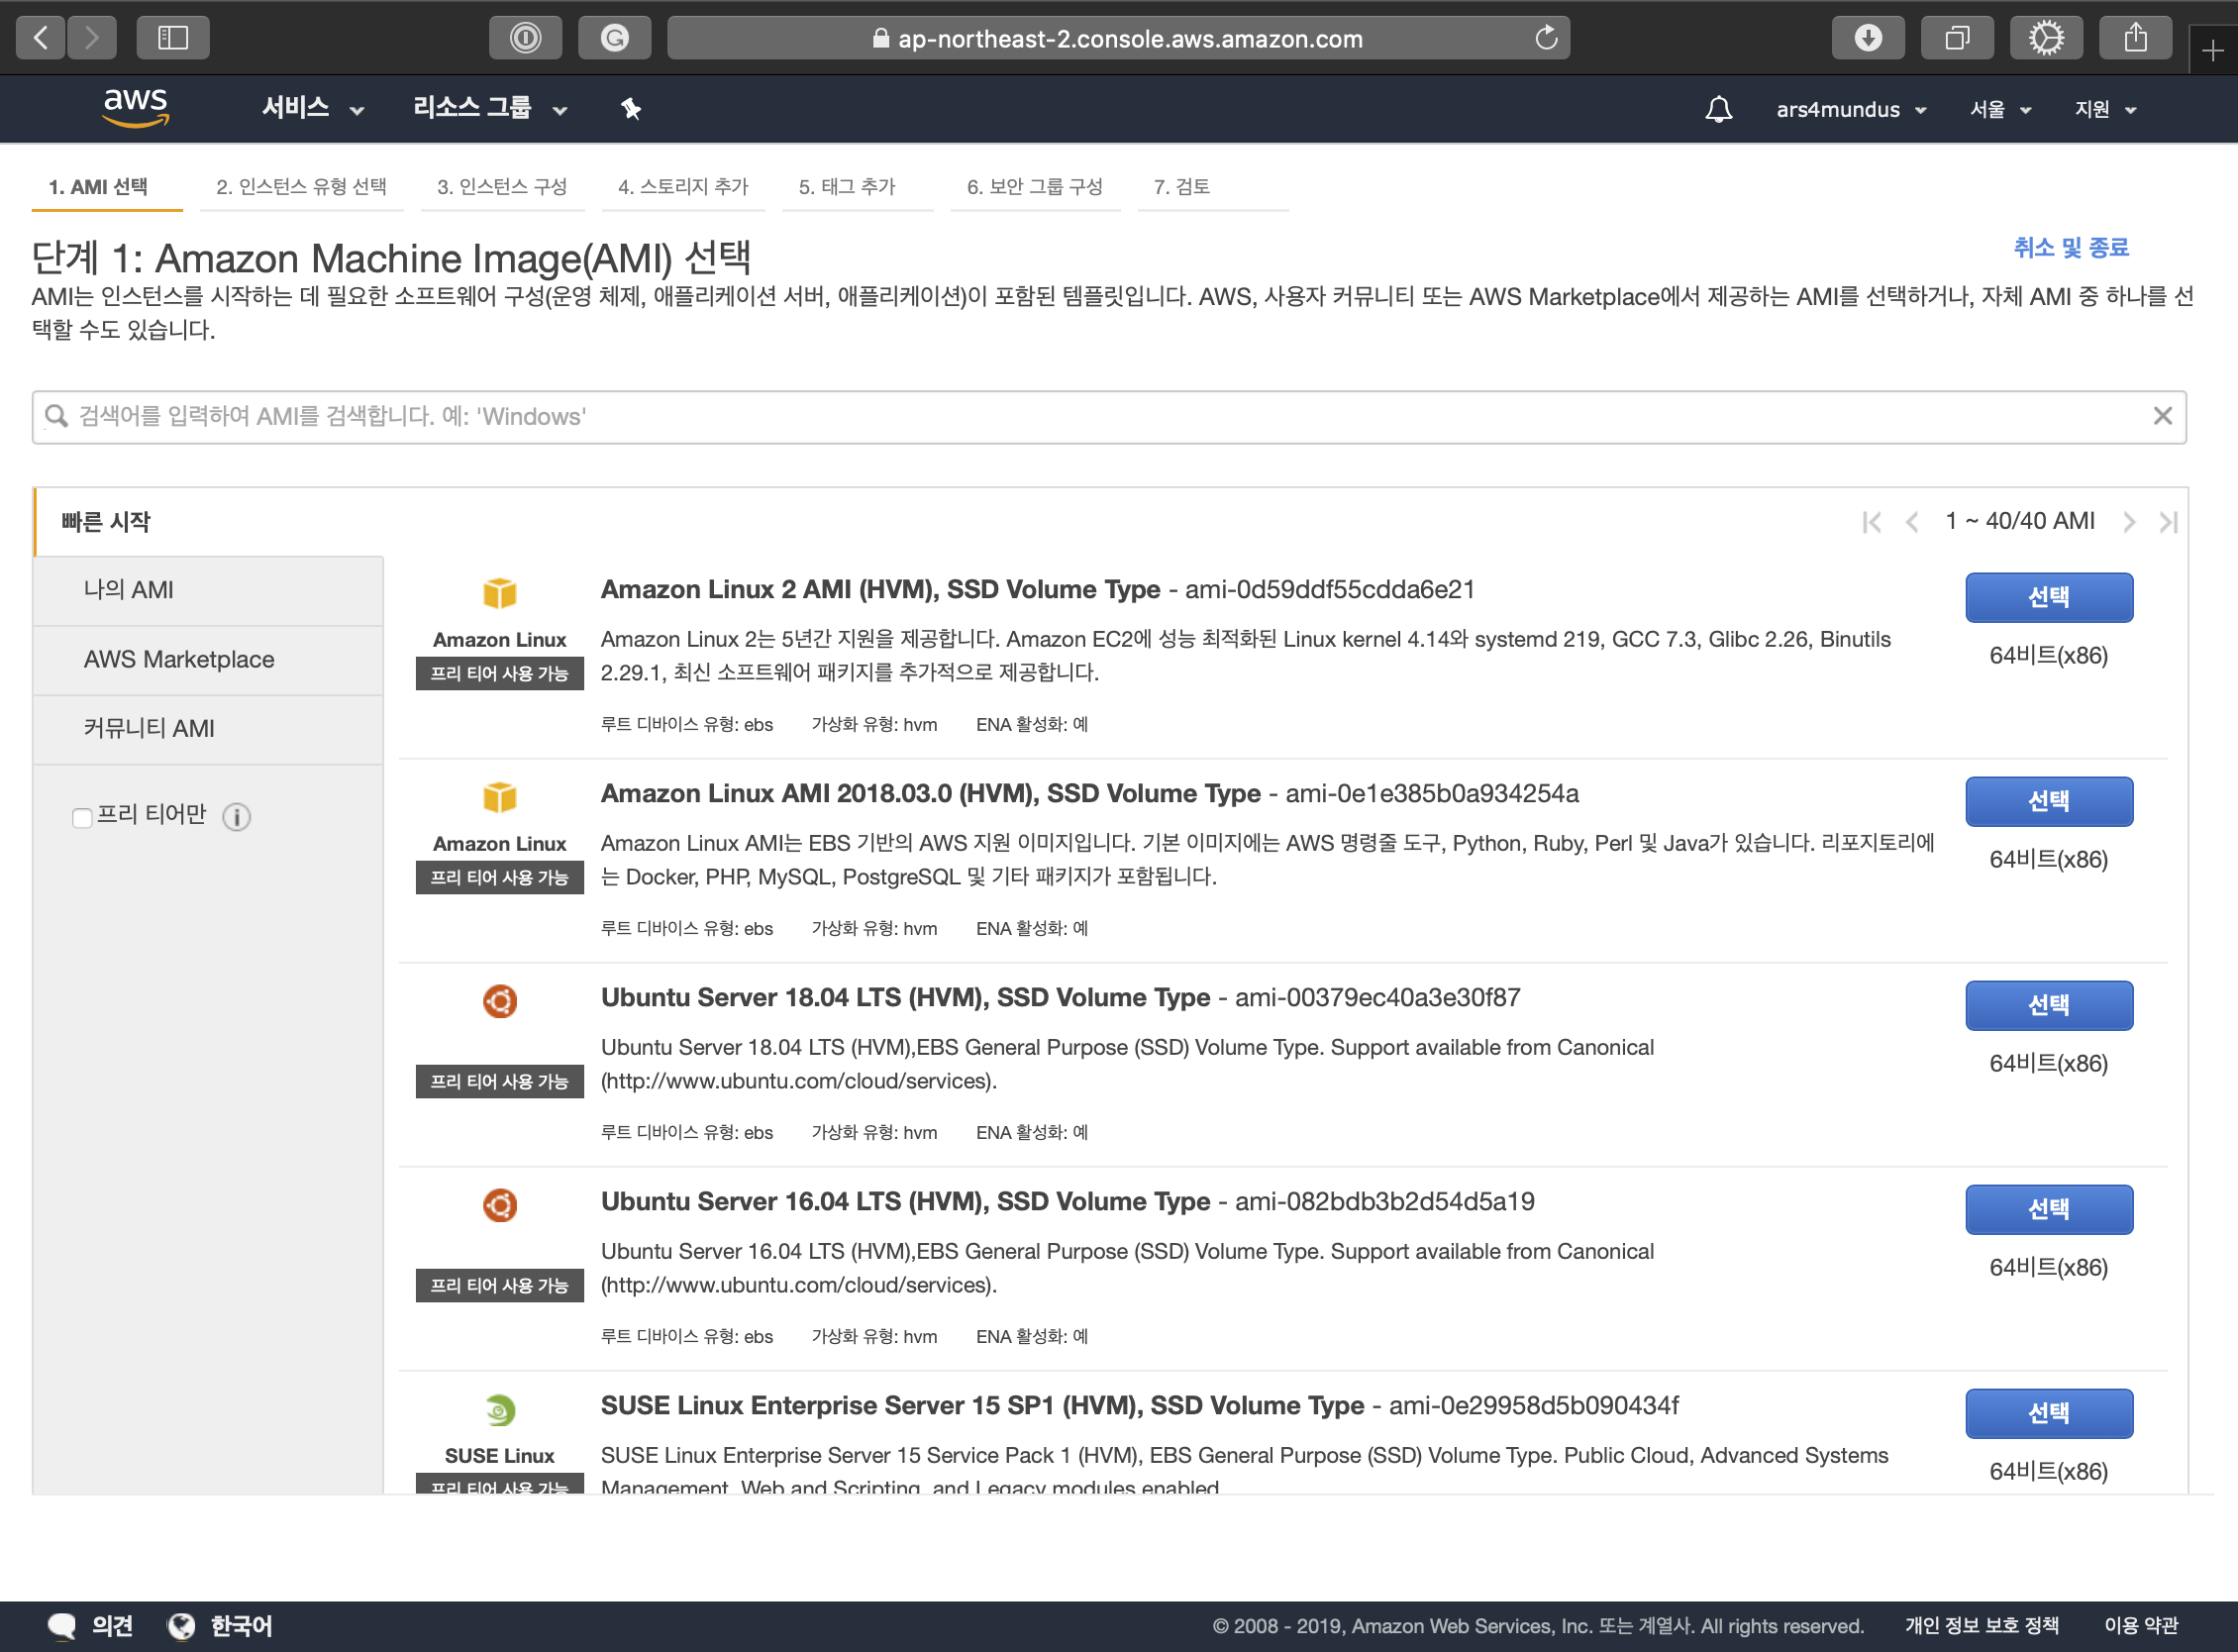 ap-northeast-2.console.aws.amazon.com
aws
서비스
리소스 그룹
ars4mundus
서울
지원
1. AMI 선택
2. 인스턴스 유형 선택
3. 인스턴스 구성
4. 스토리지 추가
5. 태그 추가
6. 보안 그룹 구성
7. 검토
단계 1: Amazon Machine Image(AMI) 선택
취소 및 종료
AMI는 인스턴스를 시작하는 데 필요한 소프트웨어 구성(운영 체제, 애플리케이션 서버, 애플리케이션)이 포함된 템플릿입니다. AWS, 사용자 커뮤니티 또는 AWS Marketplace에서 제공하는 AMI를 선택하거나, 자체 AMI 중 하나를 선
택할 수도 있습니다.
검색어를 입력하여 AMI를 검색합니다. 예: 'Windows'
빠른 시작
1 ~ 40/40 AMI
나의 AMI
AWS Marketplace
커뮤니티 AMI
프리 티어만
Amazon Linux
프리 티어 사용 가능
Amazon Linux 2 AMI (HVM), SSD Volume Type - ami-0d59ddf55cdda6e21
Amazon Linux 2는 5년간 지원을 제공합니다. Amazon EC2에 성능 최적화된 Linux kernel 4.14와 systemd 219, GCC 7.3, Glibc 2.26, Binutils
2.29.1, 최신 소프트웨어 패키지를 추가적으로 제공합니다.
루트 디바이스 유형: ebs 가상화 유형: hvm ENA 활성화: 예
선택
64비트(x86)
Amazon Linux
프리 티어 사용 가능
Amazon Linux AMI 2018.03.0 (HVM), SSD Volume Type - ami-0e1e385b0a934254a
Amazon Linux AMI는 EBS 기반의 AWS 지원 이미지입니다. 기본 이미지에는 AWS 명령줄 도구, Python, Ruby, Perl 및 Java가 있습니다. 리포지토리에
는 Docker, PHP, MySQL, PostgreSQL 및 기타 패키지가 포함됩니다.
루트 디바이스 유형: ebs 가상화 유형: hvm ENA 활성화: 예
선택
64비트(x86)
프리 티어 사용 가능
Ubuntu Server 18.04 LTS (HVM), SSD Volume Type - ami-00379ec40a3e30f87
Ubuntu Server 18.04 LTS (HVM),EBS General Purpose (SSD) Volume Type. Support available from Canonical
(http://www.ubuntu.com/cloud/services).
루트 디바이스 유형: ebs 가상화 유형: hvm ENA 활성화: 예
선택
64비트(x86)
프리 티어 사용 가능
Ubuntu Server 16.04 LTS (HVM), SSD Volume Type - ami-082bdb3b2d54d5a19
Ubuntu Server 16.04 LTS (HVM),EBS General Purpose (SSD) Volume Type. Support available from Canonical
(http://www.ubuntu.com/cloud/services).
루트 디바이스 유형: ebs 가상화 유형: hvm ENA 활성화: 예
선택
64비트(x86)
SUSE Linux
프리 티어 사용 가능
SUSE Linux Enterprise Server 15 SP1 (HVM), SSD Volume Type - ami-0e29958d5b090434f
SUSE Linux Enterprise Server 15 Service Pack 1 (HVM), EBS General Purpose (SSD) Volume Type. Public Cloud, Advanced Systems
Management, Web and Scripting, and Legacy modules enabled
선택
64비트(x86)
의견
한국어
© 2008 - 2019, Amazon Web Services, Inc. 또는 계열사. All rights reserved.
개인 정보 보호 정책
이용 약관